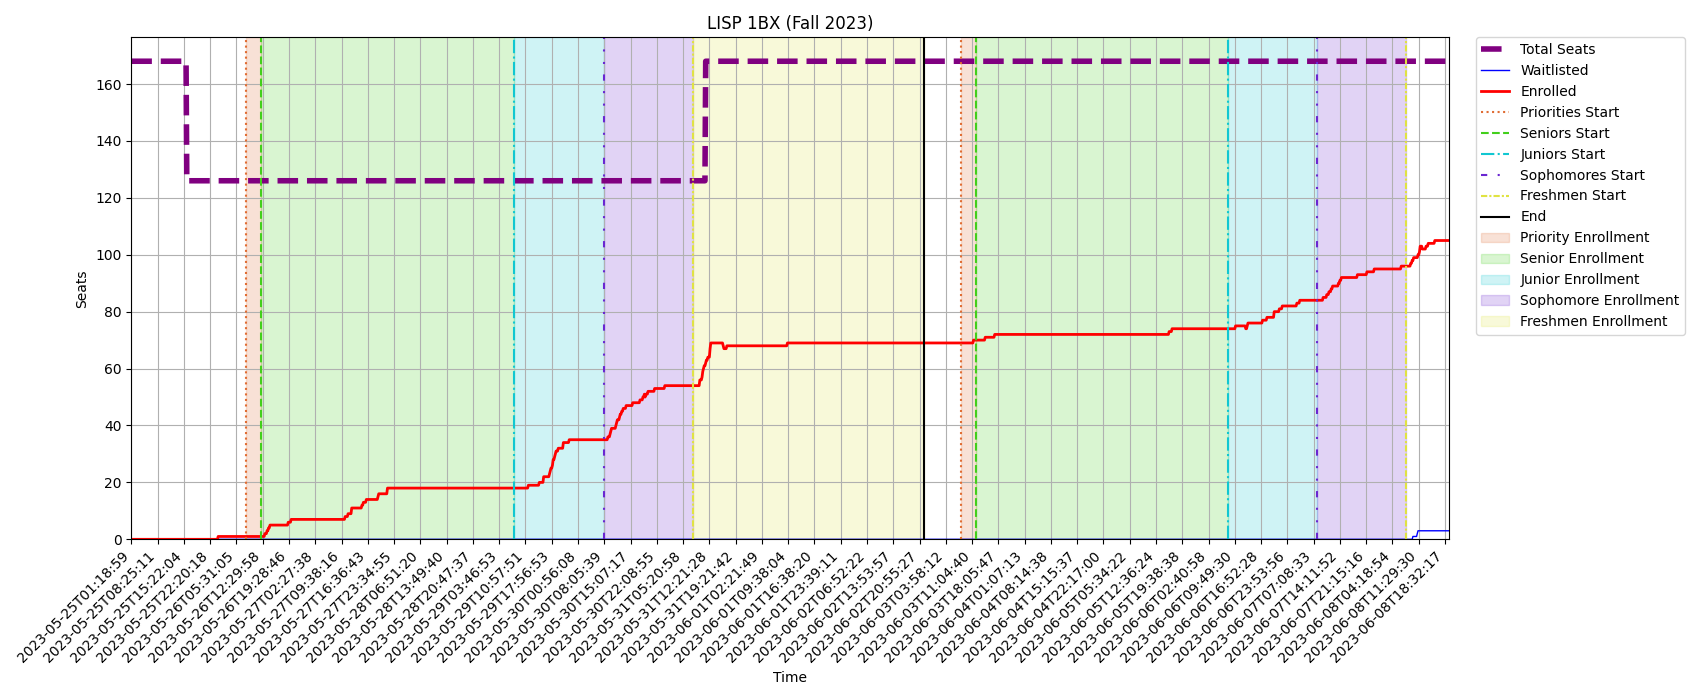 LISP 1BX (Fall 2023)
Seats
160
140
120
100
80
60
40
20
0
2023-05-25T01:18:59
2023-05-25T08:25:11
2023-05-25T15:22:04
2023-05-25T22:20:18
2023-05-26T05:31:05
2023-05-26T12:29:58
2023-05-26T19:28:46
2023-05-27T02:27:38
2023-05-27T09:38:16
2023-05-27T16:36:43
2023-05-27T23:34:55
2023-05-28T06:51:20
2023-05-28T13:49:40
2023-05-28T20:47:37
2023-05-29T03:46:53
2023-05-29T10:57:51
2023-05-29T17:56:53
2023-05-30T00:56:08
2023-05-30T08:05:39
2023-05-30T15:07:17
2023-05-30T22:08:55
2023-05-31T05:20:58
2023-05-31T12:21:28
2023-05-31T19:21:42
2023-06-01T02:21:49
2023-06-01T09:38:04
2023-06-01T16:38:20
2023-06-01T23:39:11
2023-06-02T06:52:22
2023-06-02T13:53:57
2023-06-02T20:55:27
2023-06-03T03:58:12
2023-06-03T11:04:40
2023-06-03T18:05:47
2023-06-04T01:07:13
2023-06-04T08:14:38
2023-06-04T15:15:37
2023-06-04T22:17:00
2023-06-05T05:34:22
2023-06-05T12:36:24
2023-06-05T19:38:38
2023-06-06T02:40:58
2023-06-06T09:49:30
2023-06-06T16:52:28
2023-06-06T23:53:56
2023-06-07T07:08:33
2023-06-07T14:11:52
2023-06-07T21:15:16
2023-06-08T04:18:54
2023-06-08T11:29:30
2023-06-08T18:32:17
Time
Total Seats
Waitlisted
Enrolled
Priorities Start
Seniors Start
Juniors Start
Sophomores Start
Freshmen Start
End
Priority Enrollment
Senior Enrollment
Junior Enrollment
Sophomore Enrollment
Freshmen Enrollment